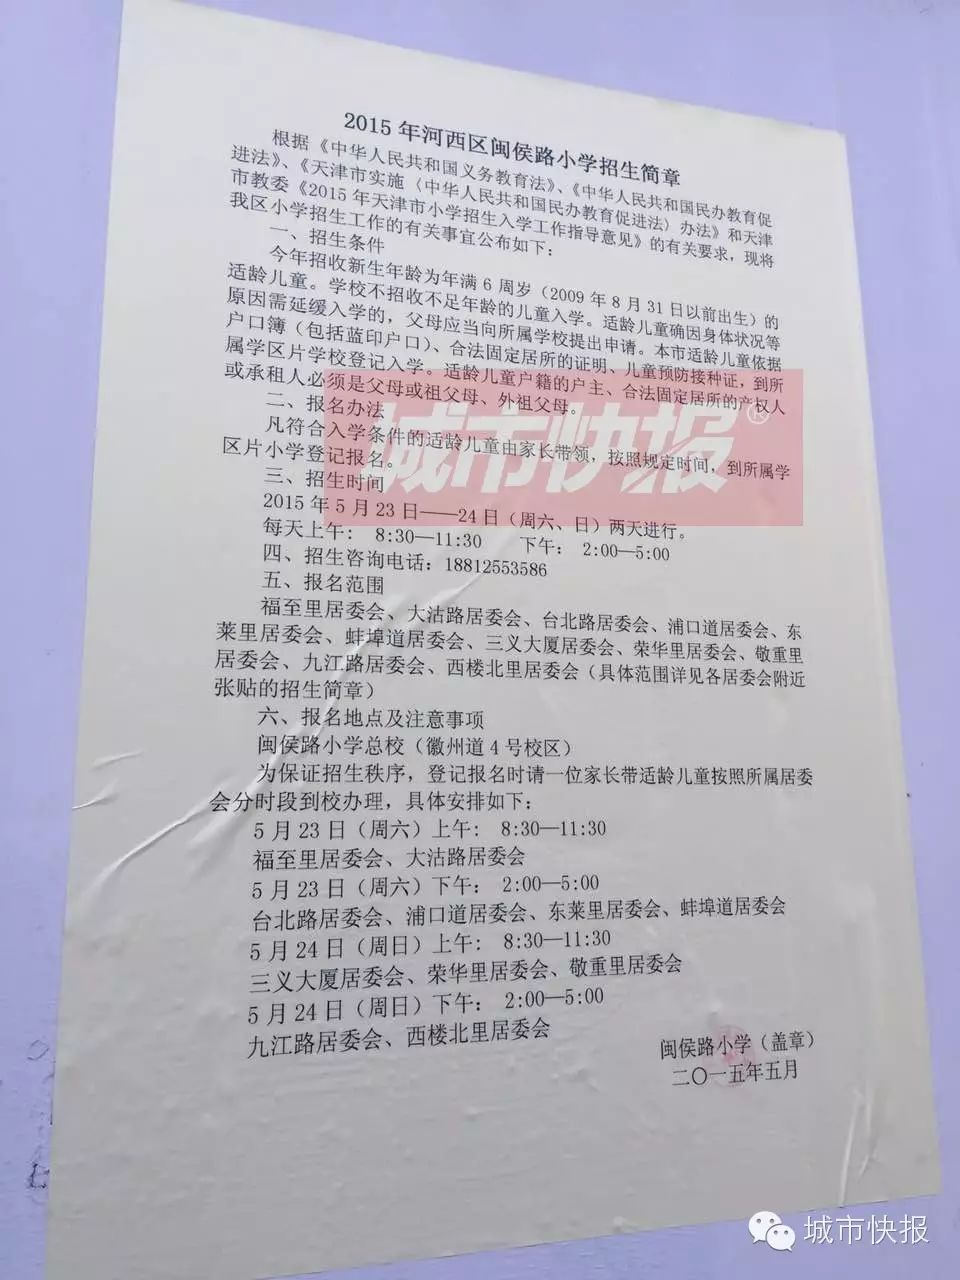 2015 年河西区闽侯路小学招生简章
根据《中华人民共和国义务教育法》、《中华人民共和国民办教育促
进法》、《天津市实施〈中华人民共和国民办教育促进法〉办法》和天津
市教委《2015 年天津市小学招生入学工作指导意见》的有关要求，现将
我区小学招生工作的有关事宜公布如下：
一、招生条件
今年招收新生年龄为年满 6 周岁（2009 年 8 月 31 日以前出生）的
适龄儿童。学校不招收不足年龄的儿童入学。适龄儿童确因身体状况等
原因需延缓入学的，父母应当向所属学校提出申请。本市适龄儿童依据
户口簿（包括蓝印户口）、合法固定居所的证明、儿童预防接种证，到所
属学区片学校登记入学。适龄儿童户籍的户主、合法固定居所的产权人
或承租人必须是父母或祖父母、外祖父母。
二、报名办法
凡符合入学条件的适龄儿童由家长带领，按照规定时间，到所属学
区片小学登记报名。
三、招生时间
2015 年 5 月 23 日——24 日（周六、日）两天进行。
每天上午： 8:30—11:30 下午： 2:00—5:00
四、招生咨询电话：18812553586
五、报名范围
福至里居委会、大沽路居委会、台北路居委会、浦口道居委会、东
莱里居委会、蚌埠道居委会、三义大厦居委会、荣华里居委会、敬重里
居委会、九江路居委会、西楼北里居委会（具体范围详见各居委会附近
张贴的招生简章）
六、报名地点及注意事项
闽侯路小学总校（徽州道 4 号校区）
为保证招生秩序，登记报名时请一位家长带适龄儿童按照所属居委
会分时段到校办理，具体安排如下：
5 月 23 日（周六）上午： 8:30—11:30
福至里居委会、大沽路居委会
5 月 23 日（周六）下午： 2:00—5:00
台北路居委会、浦口道居委会、东莱里居委会、蚌埠道居委会
5 月 24 日（周日）上午： 8:30—11:30
三义大厦居委会、荣华里居委会、敬重里居委会
5 月 24 日（周日）下午： 2:00—5:00
九江路居委会、西楼北里居委会
闽侯路小学（盖章）
二〇一五年五月
城市快报®
城市快报